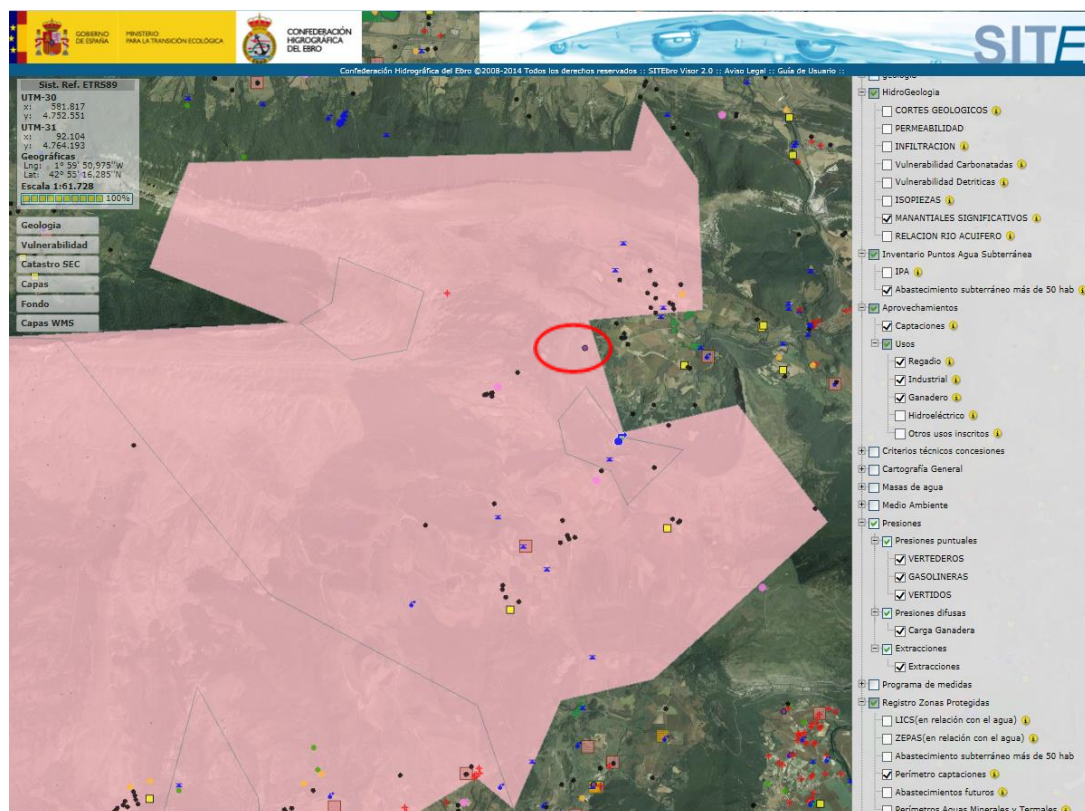 GOBIERNO
DE ESPAÑA
MINISTERIO
PARA LA TRANSICIÓN ECOLÓGICA
CONFEDERACIÓN
HIDROGRÁFICA
DEL EBRO
SITE
Confederación Hidrográfica del Ebro ©2008-2014 Todos los derechos reservados :: SITEbro Visor 2.0 :: Aviso Legal :: Guía de Usuario ::
Sist. Ref. ETRS89
UTM-30
x: 581.817
y: 4.752.551
UTM-31
x: 92.104
y: 4.764.193
Geográficas
Lng: 1º 59' 50,975''W
Lat: 42º 55' 16,285''N
Escala 1:61.728
100%
Geologia
Vulnerabilidad
Catastro SEC
Capas
Fondo
Capas WMS
geologia
HidroGeologia
CORTES GEOLOGICOS
PERMEABILIDAD
INFILTRACION
Vulnerabilidad Carbonatadas
Vulnerabilidad Detriticas
ISOPIEZAS
MANANTIALES SIGNIFICATIVOS
RELACION RIO ACUIFERO
Inventario Puntos Agua Subterránea
IPA
Abastecimiento subterráneo más de 50 hab
Aprovechamientos
Captaciones
Usos
Regadio
Industrial
Ganadero
Hidroeléctrico
Otros usos inscritos
Criterios técnicos concesiones
Cartografía General
Masas de agua
Medio Ambiente
Presiones
Presiones puntuales
VERTEDEROS
GASOLINERAS
VERTIDOS
Presiones difusas
Carga Ganadera
Extracciones
Extracciones
Programa de medidas
Registro Zonas Protegidas
LICS(en relación con el agua)
ZEPAS(en relación con el agua)
Abastecimiento subterráneo más de 50 hab
Perímetro captaciones
Abastecimientos futuros
Perímetros Aguas Minerales y Termales